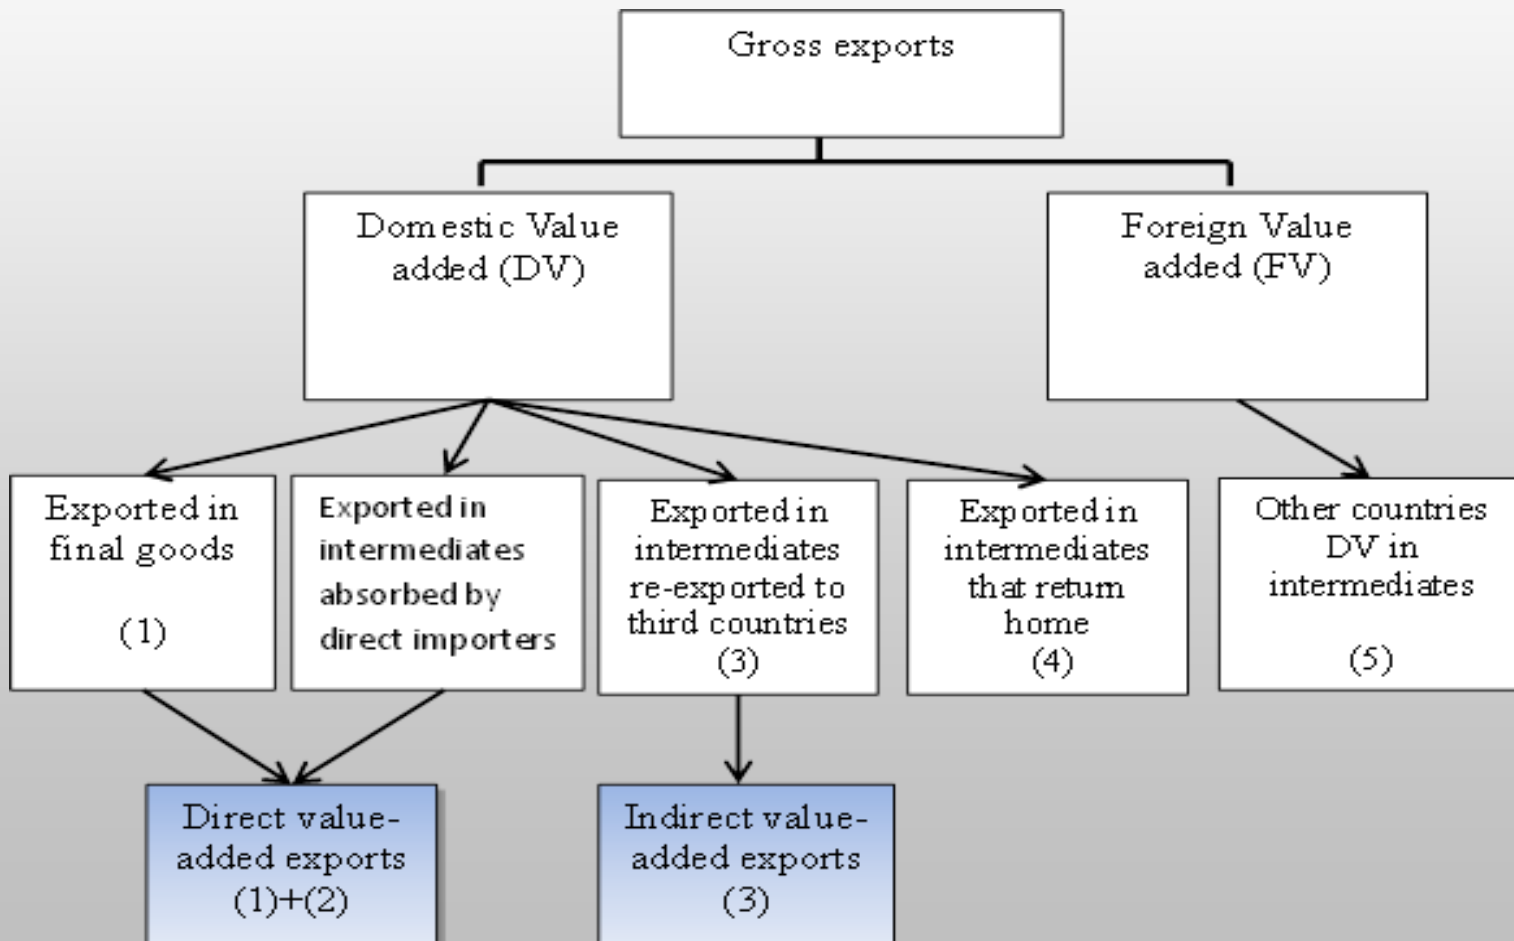 Gross exports
Domestic Value
added (DV)
Foreign Value
added (FV)
Exported in
final goods
(1)
Exported in
intermediates
absorbed by
direct importers
Exported in
intermediates
re-exported to
third countries
(3)
Exported in
intermediates
that return
home
(4)
Other countries
DV in
intermediates
(5)
Direct value-
added exports
(1)+(2)
Indirect value-
added exports
(3)